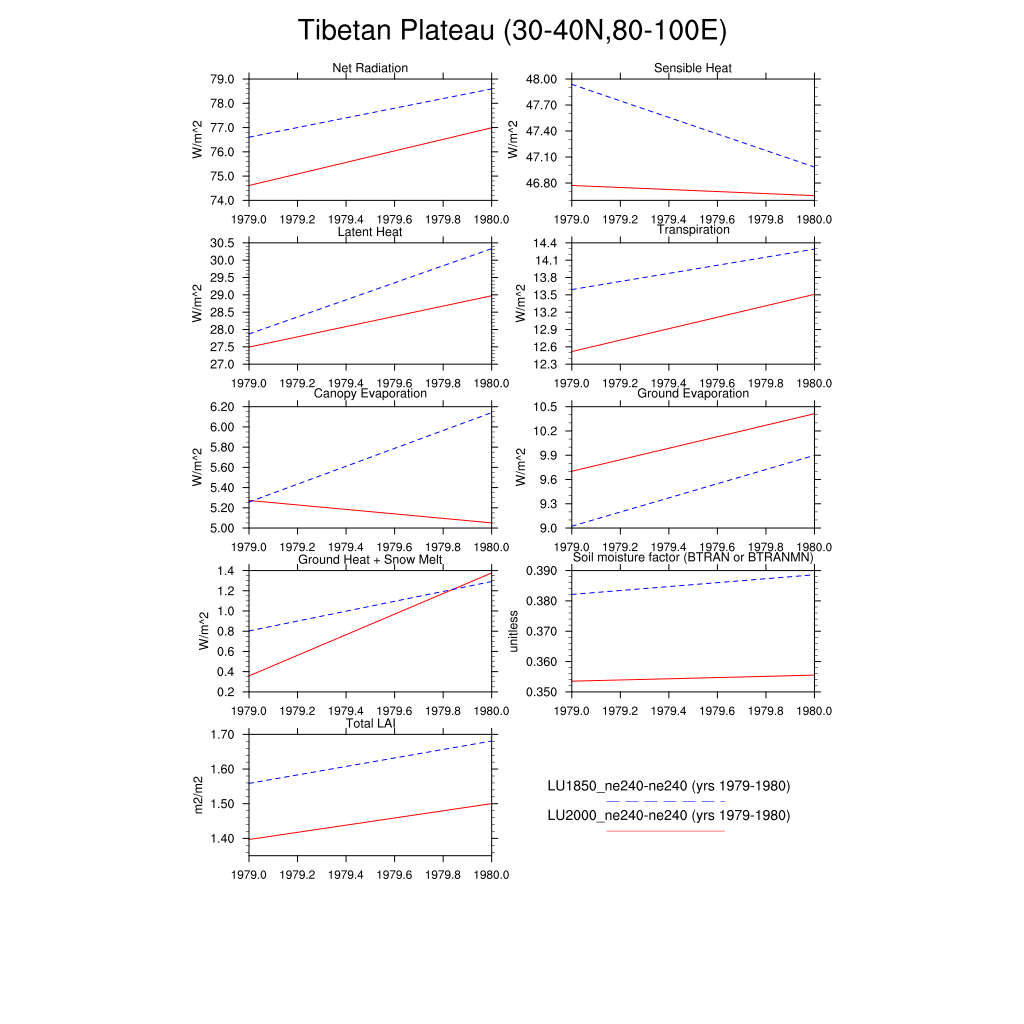 Tibetan Plateau (30-40N,80-100E)
Net Radiation
W/m^2
79.0
78.0
77.0
76.0
75.0
74.0
1979.0 1979.2 1979.4 1979.6 1979.8 1980.0
Sensible Heat
W/m^2
48.00
47.70
47.40
47.10
46.80
1979.0 1979.2 1979.4 1979.6 1979.8 1980.0
Latent Heat
W/m^2
30.5
30.0
29.5
29.0
28.5
28.0
27.5
27.0
1979.0 1979.2 1979.4 1979.6 1979.8 1980.0
Transpiration
W/m^2
14.4
14.1
13.8
13.5
13.2
12.9
12.6
12.3
1979.0 1979.2 1979.4 1979.6 1979.8 1980.0
Canopy Evaporation
W/m^2
6.20
6.00
5.80
5.60
5.40
5.20
5.00
1979.0 1979.2 1979.4 1979.6 1979.8 1980.0
Ground Evaporation
W/m^2
10.5
10.2
9.9
9.6
9.3
9.0
1979.0 1979.2 1979.4 1979.6 1979.8 1980.0
Ground Heat + Snow Melt
W/m^2
1.4
1.2
1.0
0.8
0.6
0.4
0.2
1979.0 1979.2 1979.4 1979.6 1979.8 1980.0
Soil moisture factor (BTRAN or BTRANMN)
unitless
0.390
0.380
0.370
0.360
0.350
1979.0 1979.2 1979.4 1979.6 1979.8 1980.0
Total LAI
m2/m2
1.70
1.60
1.50
1.40
1979.0 1979.2 1979.4 1979.6 1979.8 1980.0
LU1850_ne240-ne240 (yrs 1979-1980)
LU2000_ne240-ne240 (yrs 1979-1980)